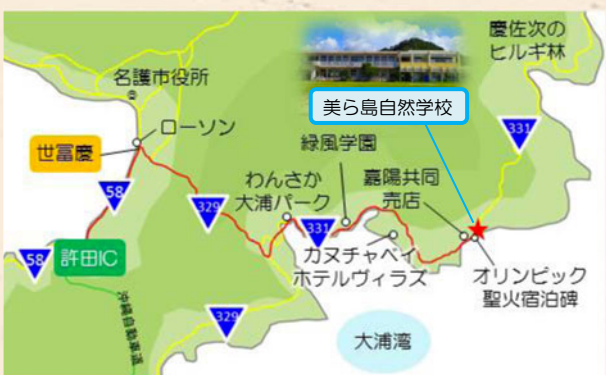 慶佐次の
ヒルギ林
名護市役所
美ら島自然学校
ローソン
331
世冨慶
緑風学園
わんさか
大浦パーク
嘉陽共同
売店
58
329
331
カヌチャベイ
ホテルヴィラズ
58
許田IC
オリンピック
聖火宿泊碑
沖縄自動車道
329
大浦湾